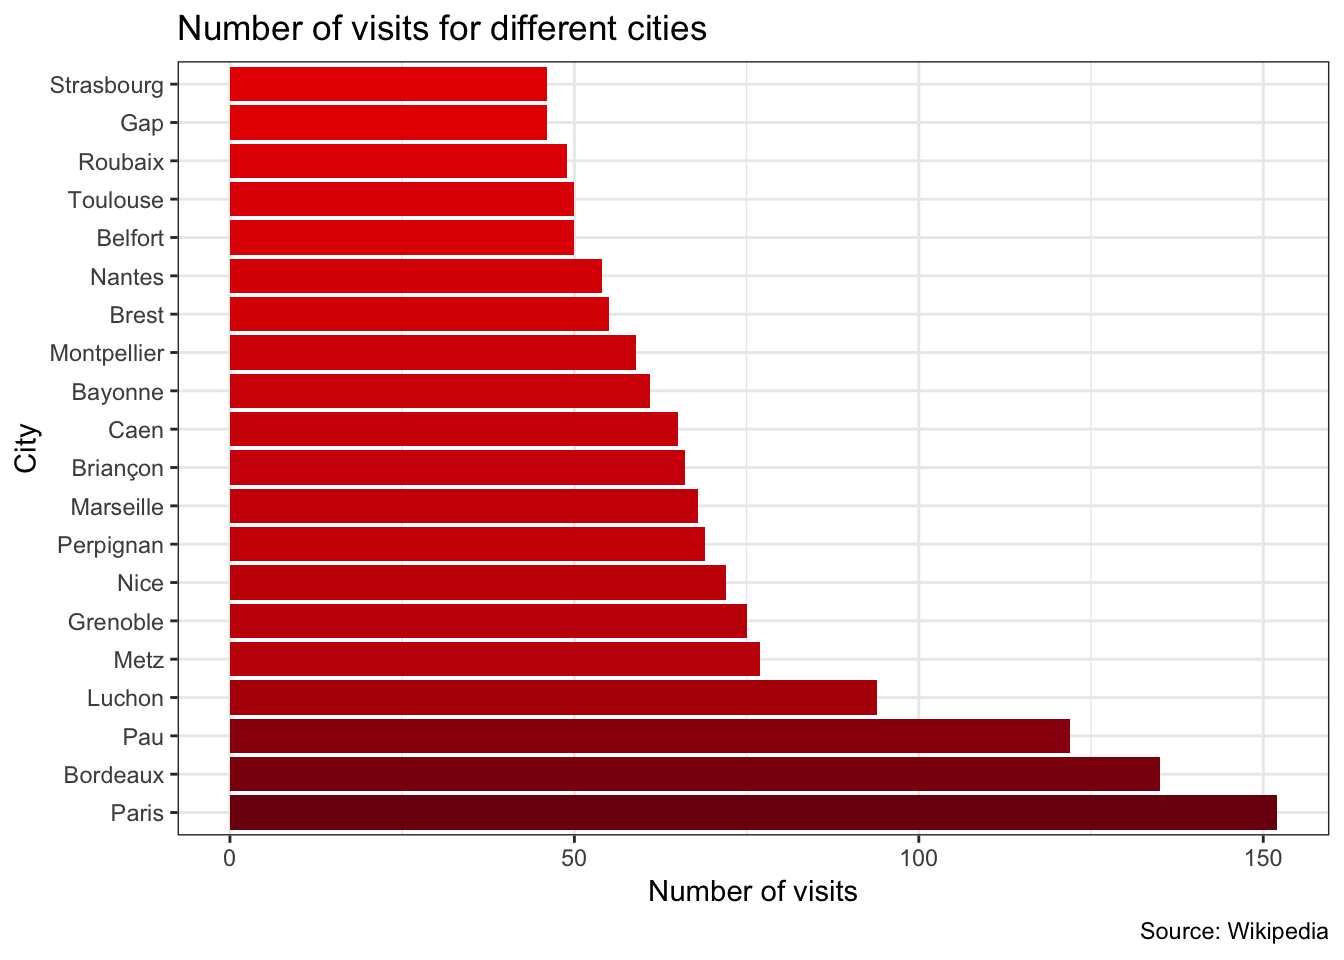 Number of visits for different cities
Strasbourg
Gap
Roubaix
Toulouse
Belfort
Nantes
Brest
Montpellier
Bayonne
Caen
Briançon
Marseille
Perpignan
Nice
Grenoble
Metz
Luchon
Pau
Bordeaux
Paris
City
0 50 100 150
Number of visits
Source: Wikipedia